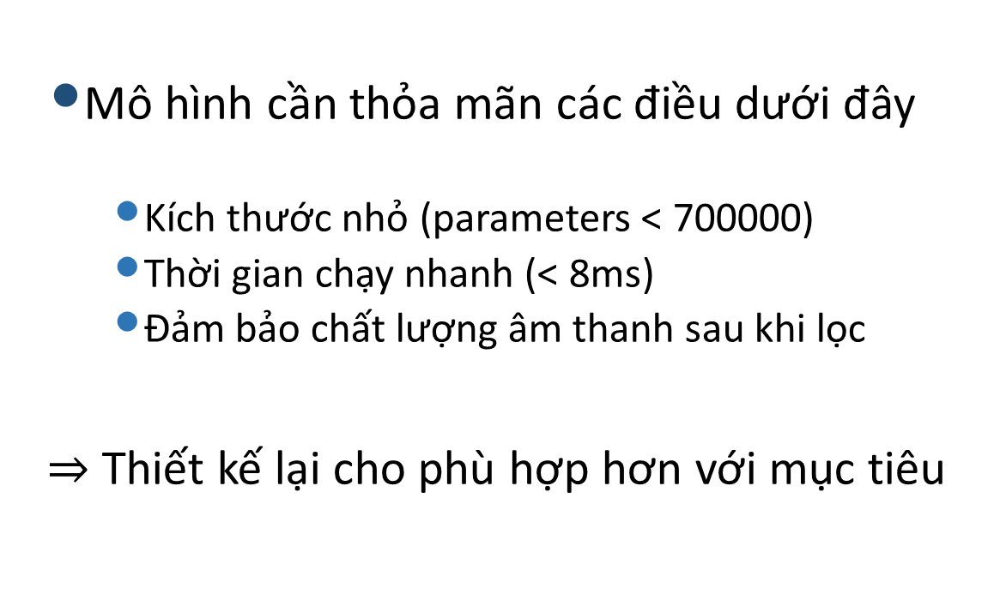 Mô hình cần thỏa mãn các điều dưới đây
Kích thước nhỏ (parameters < 700000)
Thời gian chạy nhanh (< 8ms)
Đảm bảo chất lượng âm thanh sau khi lọc
⇒ Thiết kế lại cho phù hợp hơn với mục tiêu